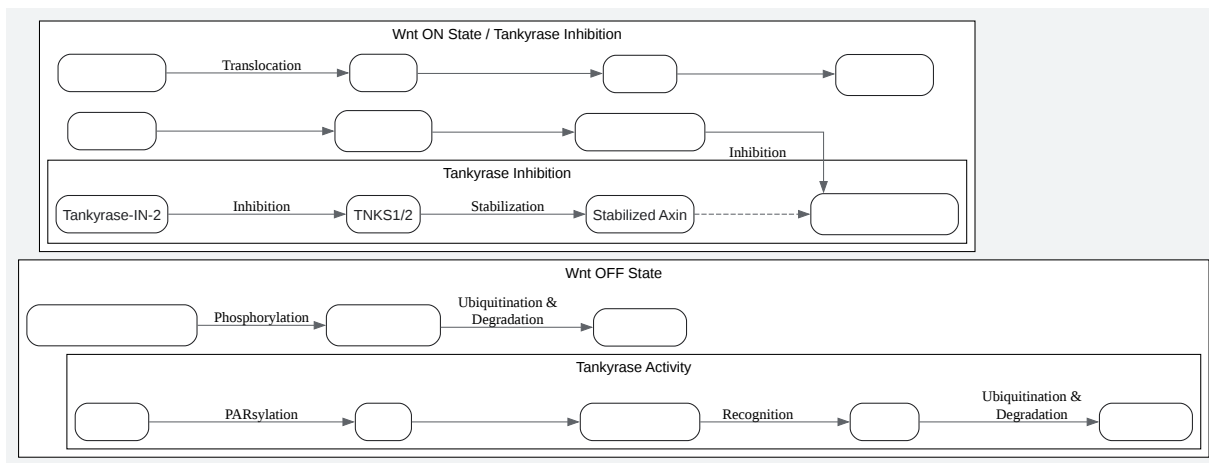 Wnt ON State / Tankyrase Inhibition
Translocation
Inhibition
Tankyrase Inhibition
Tankyrase-IN-2
Inhibition
TNKS1/2
Stabilization
Stabilized Axin
Wnt OFF State
Phosphorylation
Ubiquitination &
Degradation
Tankyrase Activity
PARsylation
Recognition
Ubiquitination &
Degradation